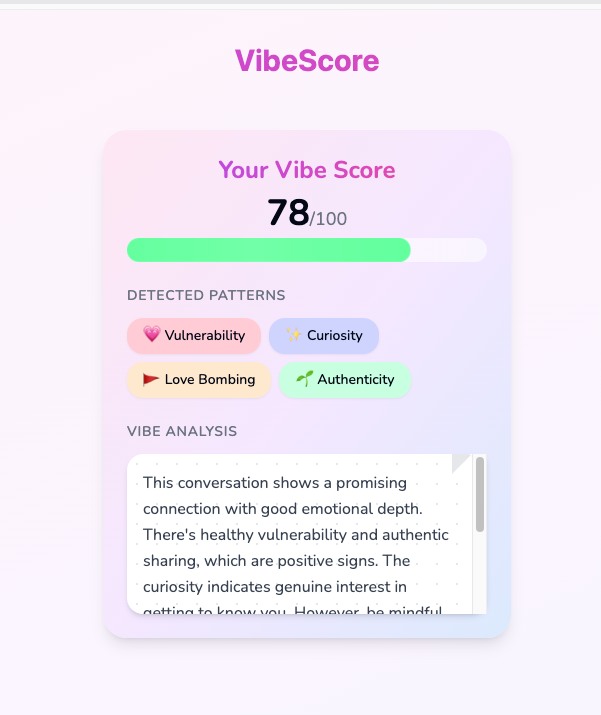 VibeScore
Your Vibe Score
78/100
DETECTED PATTERNS
💗 Vulnerability
✨ Curiosity
🚩 Love Bombing
🌱 Authenticity
VIBE ANALYSIS
This conversation shows a promising
connection with good emotional depth.
There's healthy vulnerability and authentic
sharing, which are positive signs. The
curiosity indicates genuine interest in
getting to know you. However, be mindful